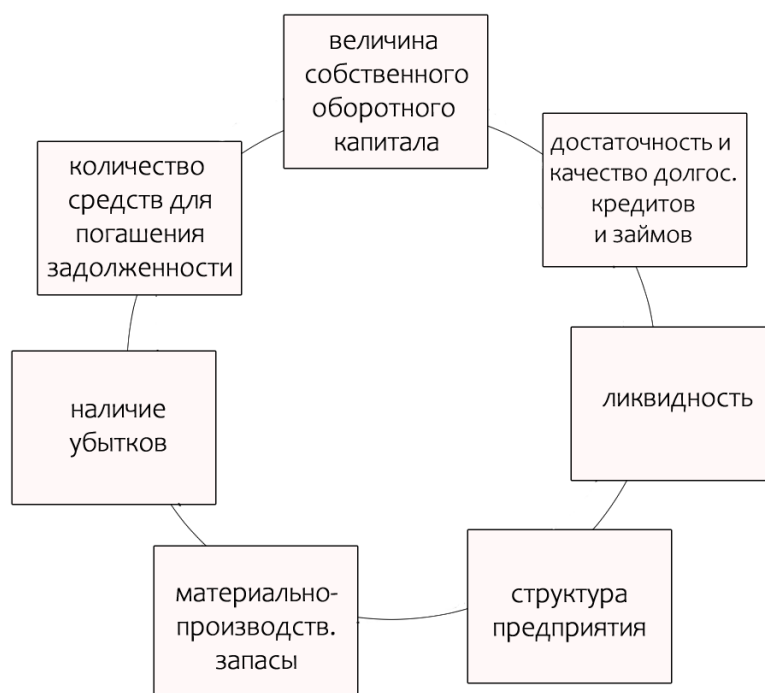 величина
собственного
оборотного
капитала
достаточность и
качество долгос.
кредитов
и займов
ликвидность
структура
предприятия
материально-
производств.
запасы
наличие
убытков
количество
средств для
погашения
задолженности